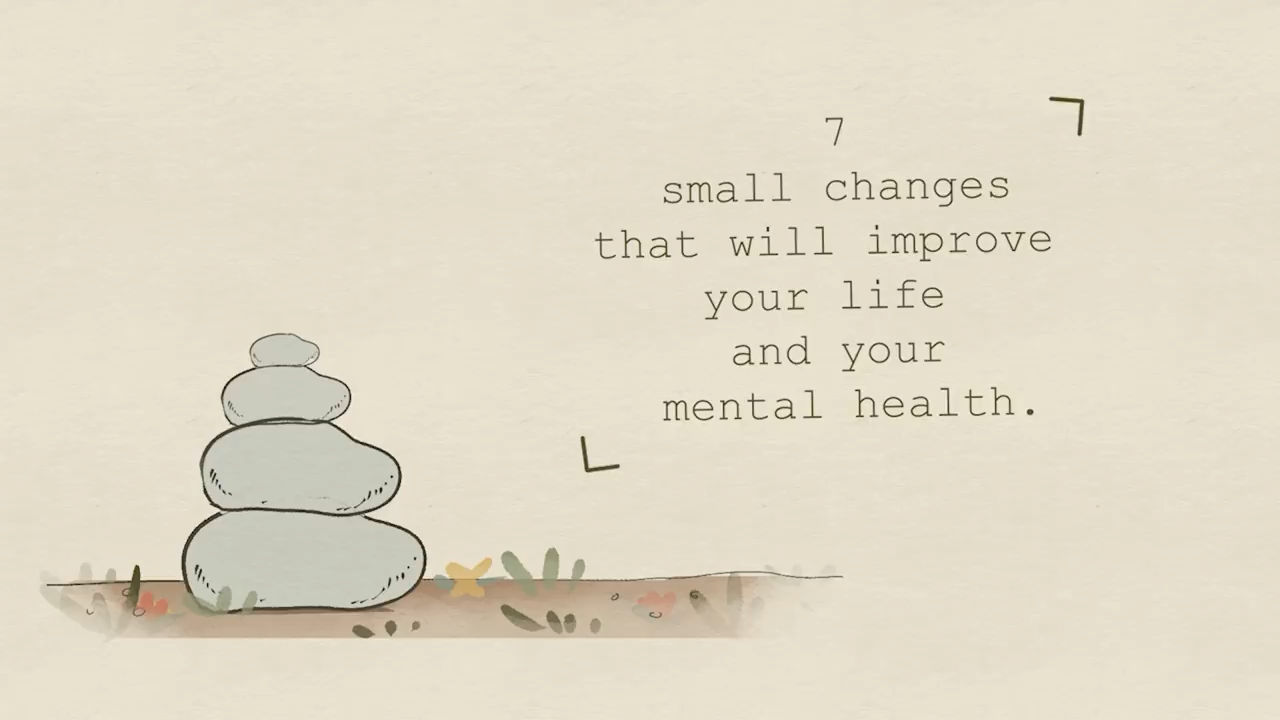 7
small changes
that will improve
your life
and your
mental health.